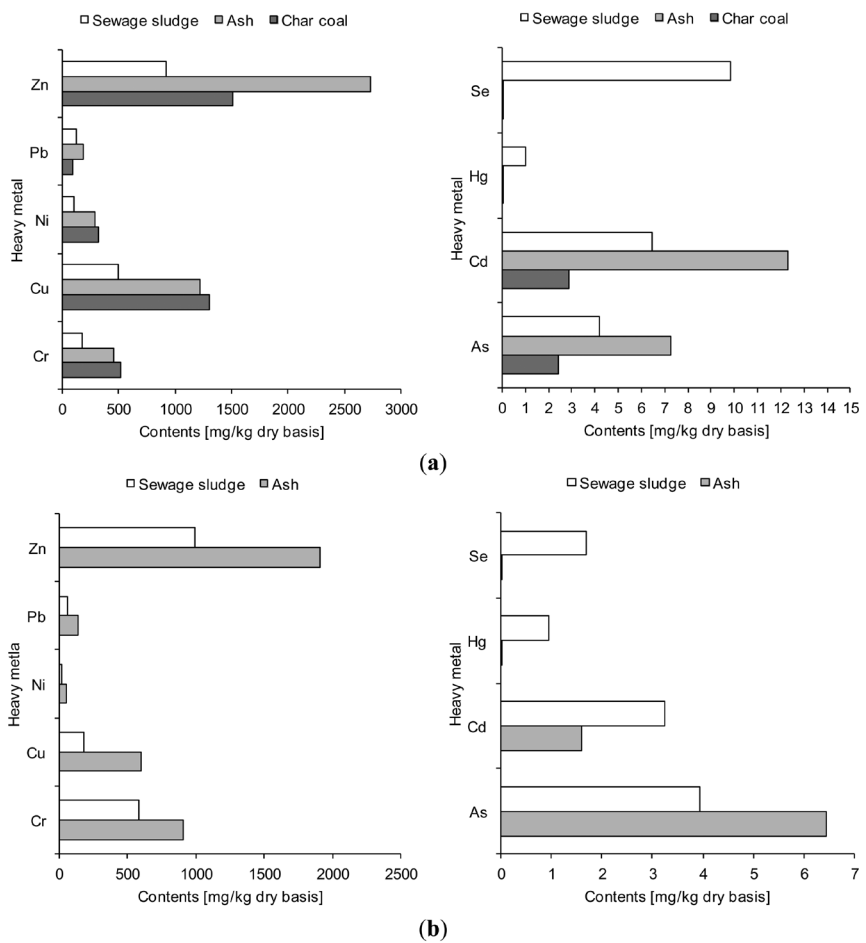 Sewage sludge Ash Char coal
Zn
Pb
Ni
Cu
Cr
Heavy metal
0 500 1000 1500 2000 2500 3000
Contents [mg/kg dry basis]
Sewage sludge Ash Char coal
Se
Hg
Cd
As
Heavy metal
0 1 2 3 4 5 6 7 8 9 10 11 12 13 14 15
Contents [mg/kg dry basis]
(a)
Sewage sludge Ash
Zn
Pb
Ni
Cu
Cr
Heavy metla
0 500 1000 1500 2000 2500
Contents [mg/kg dry basis]
Sewage sludge Ash
Se
Hg
Cd
As
Heavy metal
0 1 2 3 4 5 6 7
Contents [mg/kg dry basis]
(b)